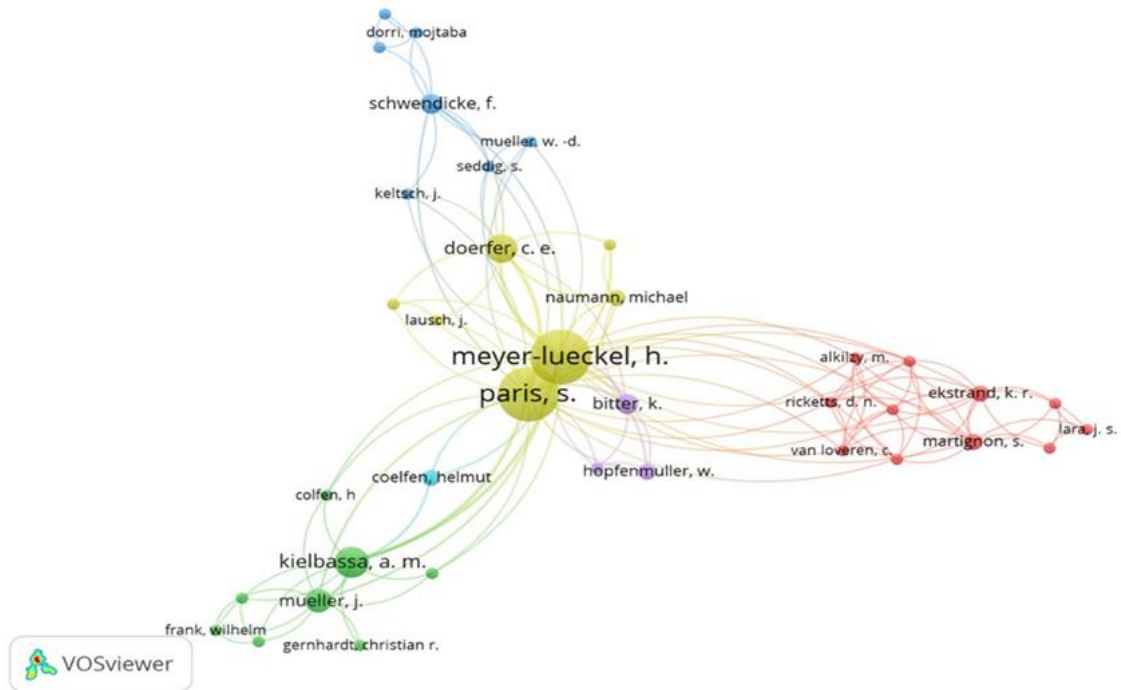 dorri, mojtaba
schwendicke, f.
mueller, w. -d.
seddig, s.
keltsch, j.
doerfer, c. e.
naumann, michael
lausch, j.
meyer-lueckel, h.
alkilzy, m.
paris, s.
ekstrand, k. r.
bitter, k.
ricketts, d. n.
lara, j. s.
martignon, s.
van loveren, c.
hopfenmuller, w.
coelfen, helmut
colfen, h
kielbassa, a. m.
mueller, j.
frank, wilhelm
gernhardt, christian r.
VOSviewer